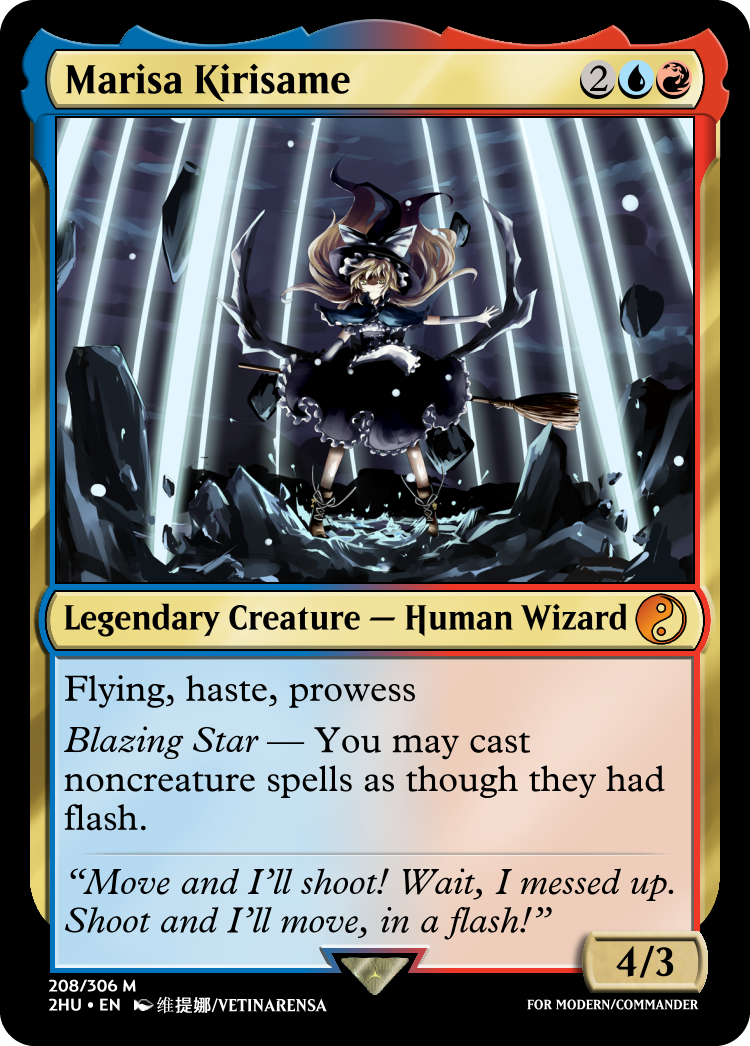 Marisa Kirisame 2
Legendary Creature — Human Wizard
Flying, haste, prowess
Blazing Star — You may cast
noncreature spells as though they had
flash.
“Move and I’ll shoot! Wait, I messed up.
Shoot and I’ll move, in a flash!”
4/3
208/306 M
2HU • EN 维提娜/VETINARENSA
FOR MODERN/COMMANDER